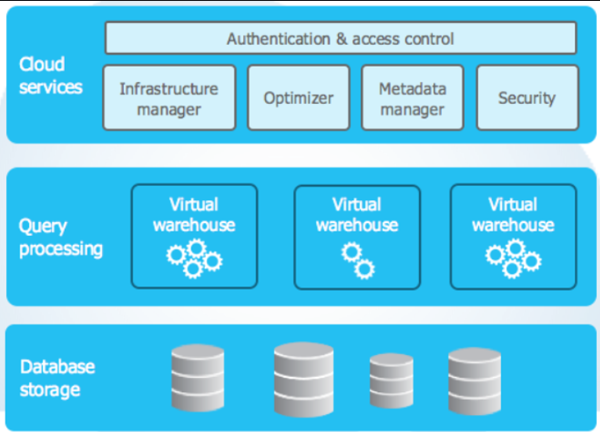 Authentication & access control
Cloud
services
Infrastructure
manager
Optimizer
Metadata
manager
Security
Query
processing
Virtual
warehouse
Virtual
warehouse
Virtual
warehouse
Database
storage